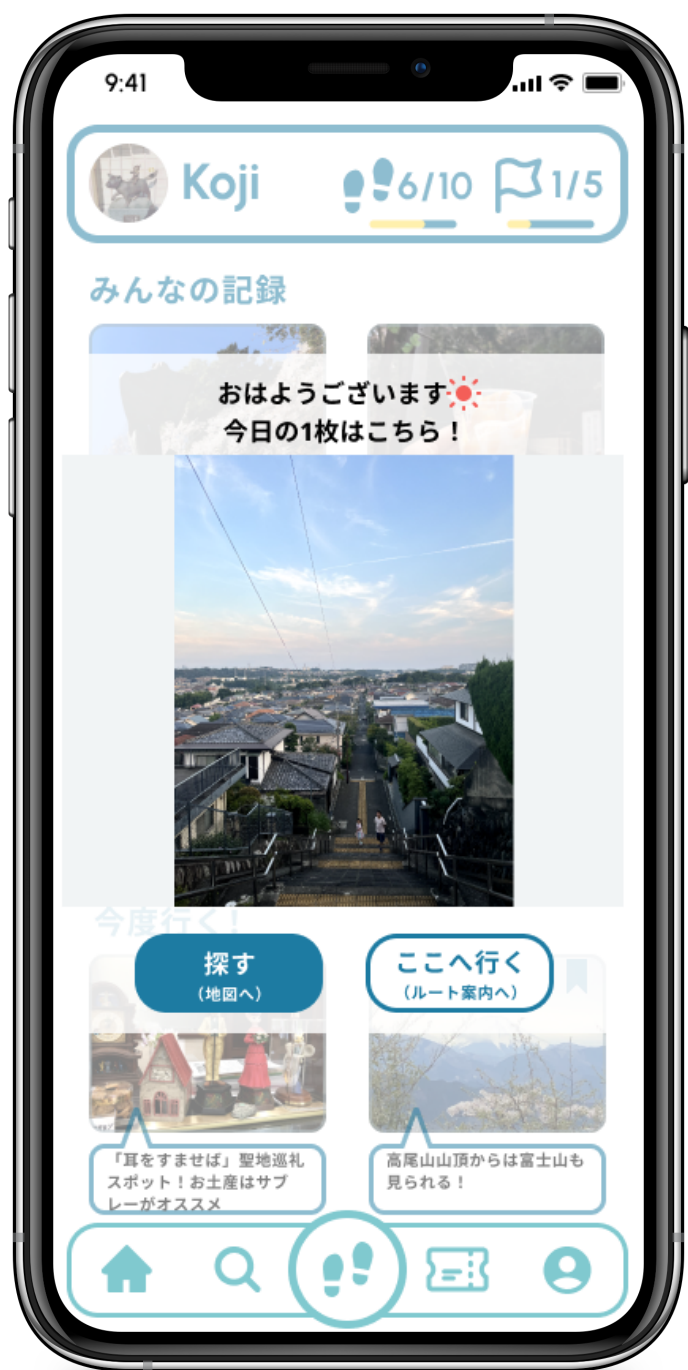 9:41
Koji
6/10
1/5
みんなの記録
おはようございます
今日の1枚はこちら！
今度行く！
探す
（地図へ）
ここへ行く
（ルート案内へ）
「耳をすませば」聖地巡礼
スポット！お土産はサブ
レーがオススメ
高尾山山頂からは富士山も
見られる！